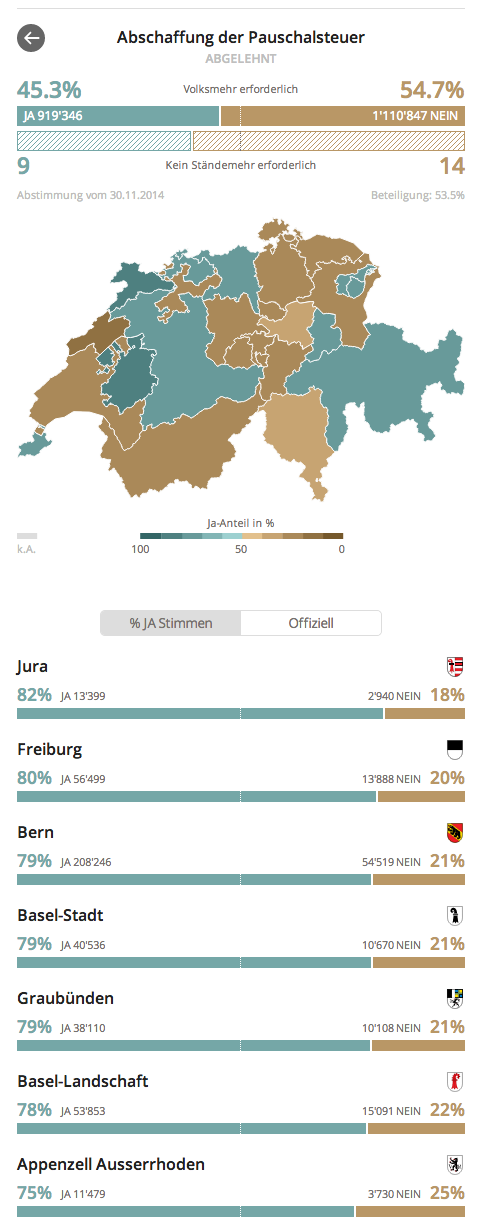 Abschaffung der Pauschalsteuer
ABGELEHNT
45.3% Volksmehr erforderlich 54.7%
JA 919'346 1'110'847 NEIN
9 Kein Ständemehr erforderlich 14
Abstimmung vom 30.11.2014 Beteiligung: 53.5%
Ja-Anteil in %
k.A. 100 50 0
% JA Stimmen Offiziell
Jura
82% JA 13'399 2'940 NEIN 18%
Freiburg
80% JA 56'499 13'888 NEIN 20%
Bern
79% JA 208'246 54'519 NEIN 21%
Basel-Stadt
79% JA 40'536 10'670 NEIN 21%
Graubünden
79% JA 38'110 10'108 NEIN 21%
Basel-Landschaft
78% JA 53'853 15'091 NEIN 22%
Appenzell Ausserrhoden
75% JA 11'479 3'730 NEIN 25%